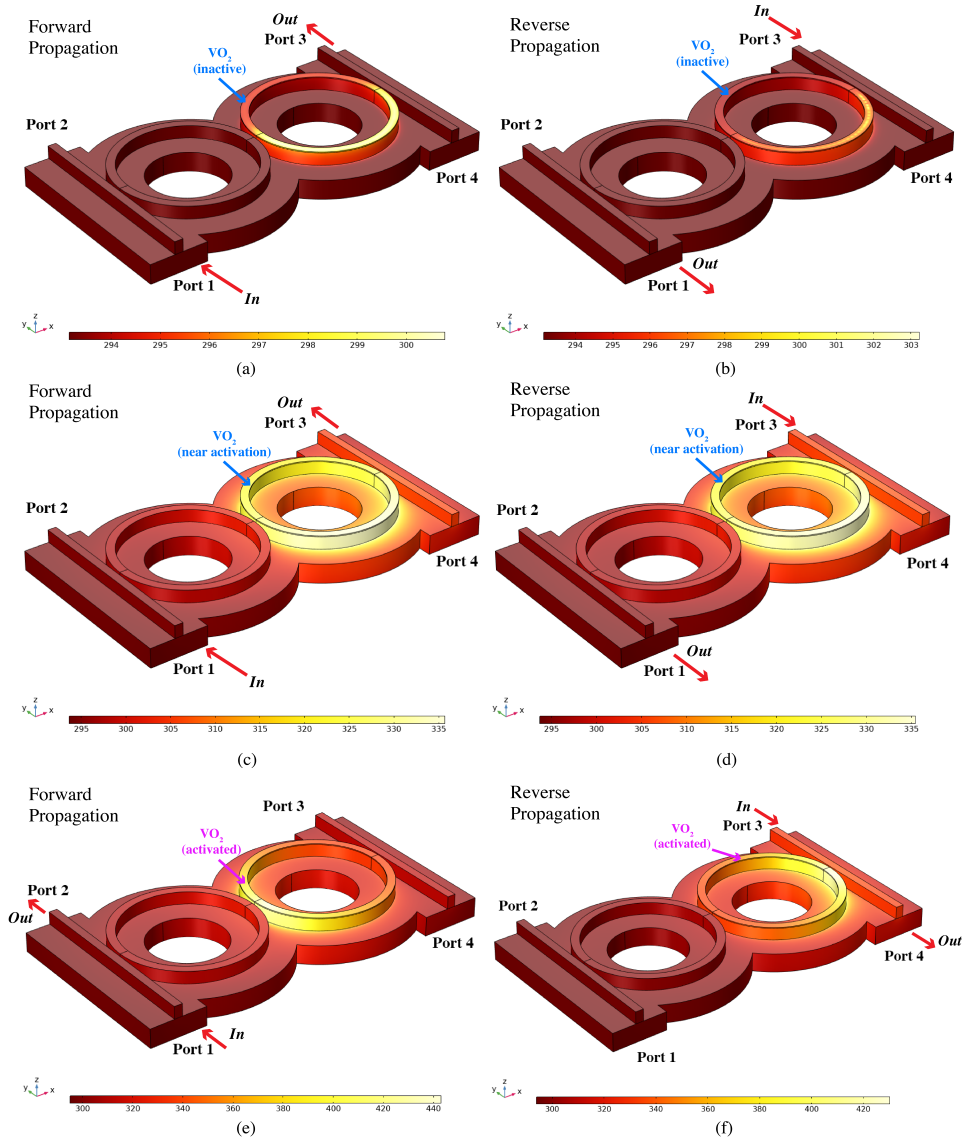 Forward
Propagation
Out
Port 3
VO2
(inactive)
Port 2
Port 4
Port 1
In
z
y
x
294 295 296 297 298 299 300
(a)
Reverse
Propagation
In
Port 3
VO2
(inactive)
Port 2
Port 4
Out
Port 1
z
y
x
294 295 296 297 298 299 300 301 302 303
(b)
Forward
Propagation
Out
Port 3
VO2
(near activation)
Port 2
Port 4
Port 1
In
z
y
x
295 300 305 310 315 320 325 330 335
(c)
Reverse
Propagation
In
Port 3
VO2
(near activation)
Port 2
Port 4
Out
Port 1
z
y
x
295 300 305 310 315 320 325 330 335
(d)
Forward
Propagation
Port 3
VO2
(activated)
Port 2
Out
Port 4
In
Port 1
z
y
x
300 320 340 360 380 400 420 440
(e)
Reverse
Propagation
In
Port 3
VO2
(activated)
Port 2
Out
Port 4
Port 1
z
y
x
300 320 340 360 380 400 420
(f)